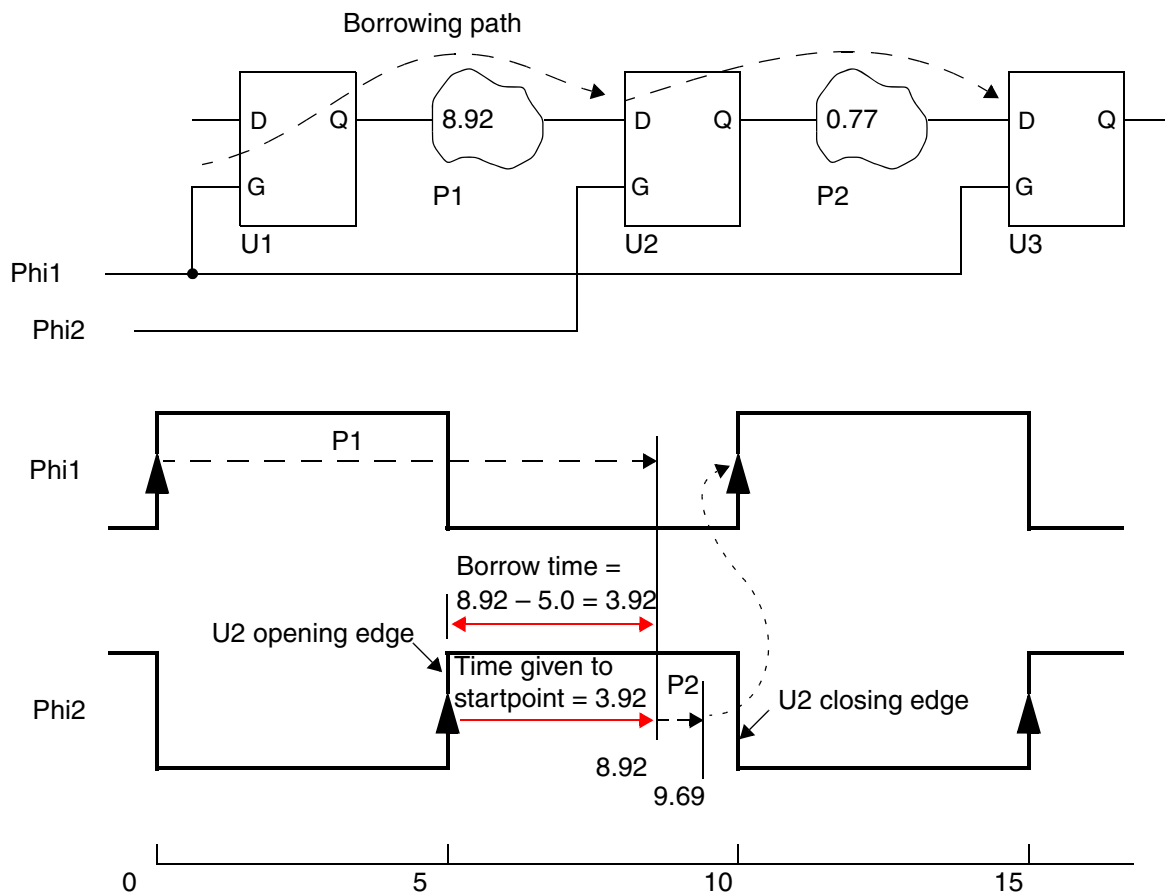 Borrowing path
D Q 8.92 D Q 0.77 D Q
G P1 G P2 G
U1 U2 U3
Phi1
Phi2
P1
Phi1
Borrow time =
8.92 – 5.0 = 3.92
U2 opening edge
Time given to
startpoint = 3.92
P2
Phi2
U2 closing edge
8.92
9.69
0 5 10 15